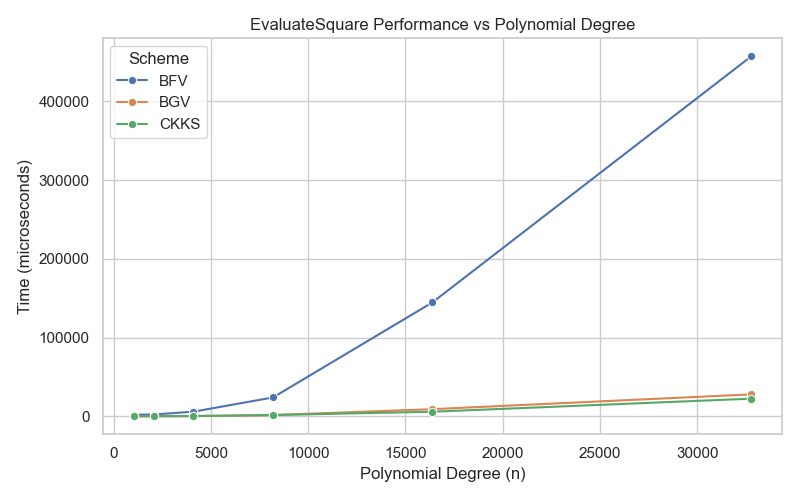 EvaluateSquare Performance vs Polynomial Degree
Scheme
BFV
BGV
CKKS
Time (microseconds)
400000
300000
200000
100000
0
0 5000 10000 15000 20000 25000 30000
Polynomial Degree (n)